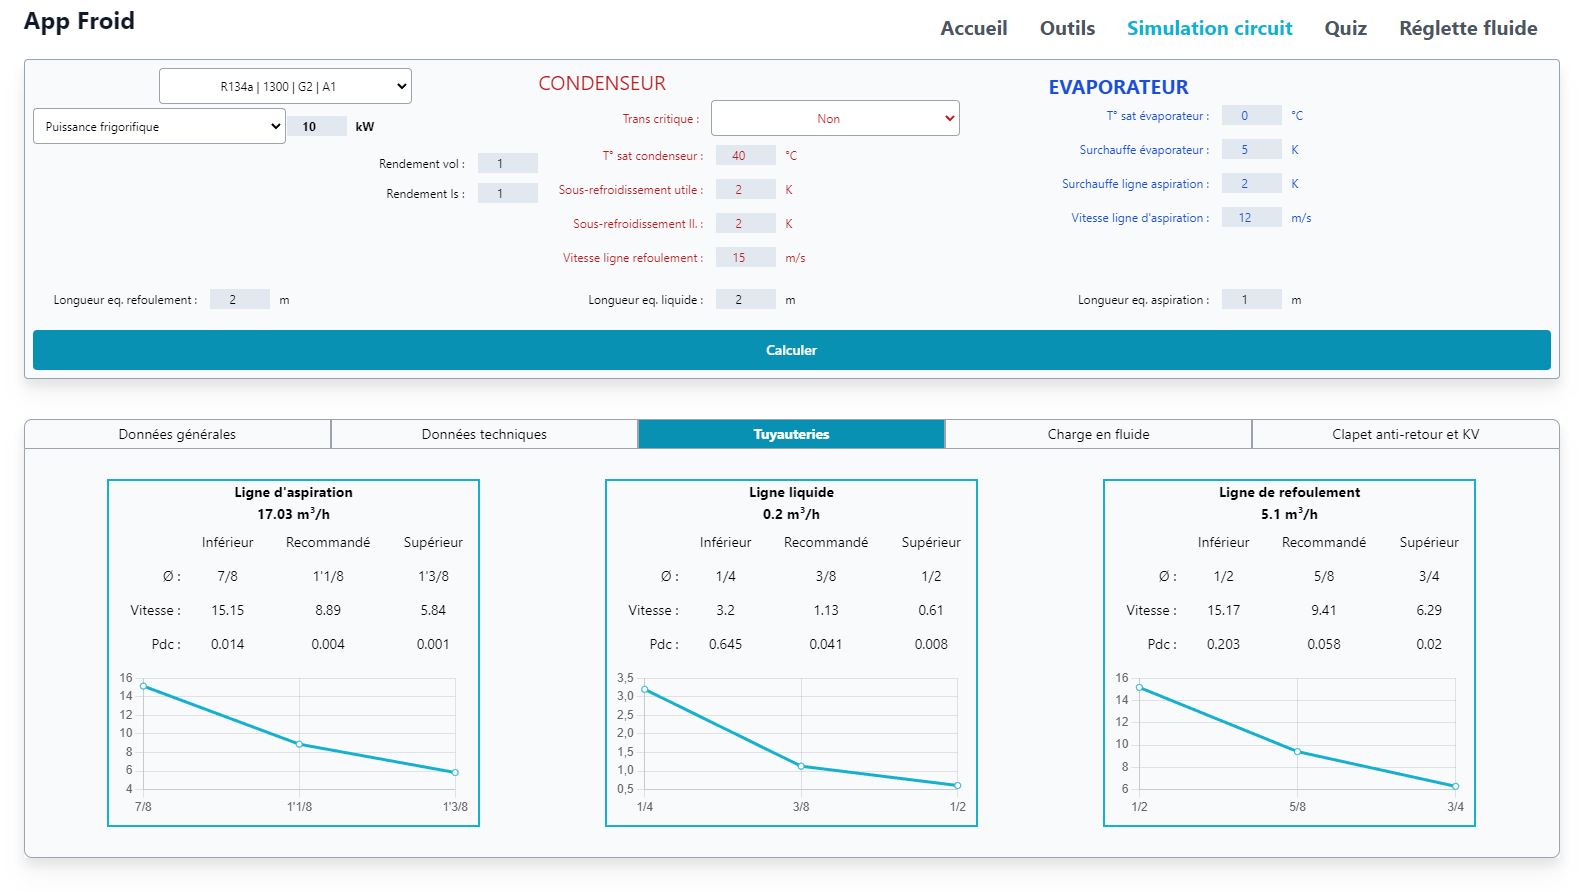 App Froid
Accueil Outils Simulation circuit Quiz Réglette fluide
R134a | 1300 | G2 | A1
Puissance frigorifique 10 kW
Rendement vol : 1
Rendement Is : 1
CONDENSEUR
Trans critique : Non
T° sat condenseur : 40 °C
Sous-refroidissement utile : 2 K
Sous-refroidissement ll. : 2 K
Vitesse ligne refoulement : 15 m/s
EVAPORATEUR
T° sat évaporateur : 0 °C
Surchauffe évaporateur : 5 K
Surchauffe ligne aspiration : 2 K
Vitesse ligne d'aspiration : 12 m/s
Longueur eq. refoulement : 2 m
Longueur eq. liquide : 2 m
Longueur eq. aspiration : 1 m
Calculer
Données générales Données techniques Tuyauteries Charge en fluide Clapet anti-retour et KV
Ligne d'aspiration
17.03 m³/h
Inférieur Recommandé Supérieur
Ø : 7/8 1'1/8 1'3/8
Vitesse : 15.15 8.89 5.84
Pdc : 0.014 0.004 0.001
16
14
12
10
8
6
4
7/8 1'1/8 1'3/8
Ligne liquide
0.2 m³/h
Inférieur Recommandé Supérieur
Ø : 1/4 3/8 1/2
Vitesse : 3.2 1.13 0.61
Pdc : 0.645 0.041 0.008
3,5
3,0
2,5
2,0
1,5
1,0
0,5
1/4 3/8 1/2
Ligne de refoulement
5.1 m³/h
Inférieur Recommandé Supérieur
Ø : 1/2 5/8 3/4
Vitesse : 15.17 9.41 6.29
Pdc : 0.203 0.058 0.02
16
14
12
10
8
6
1/2 5/8 3/4